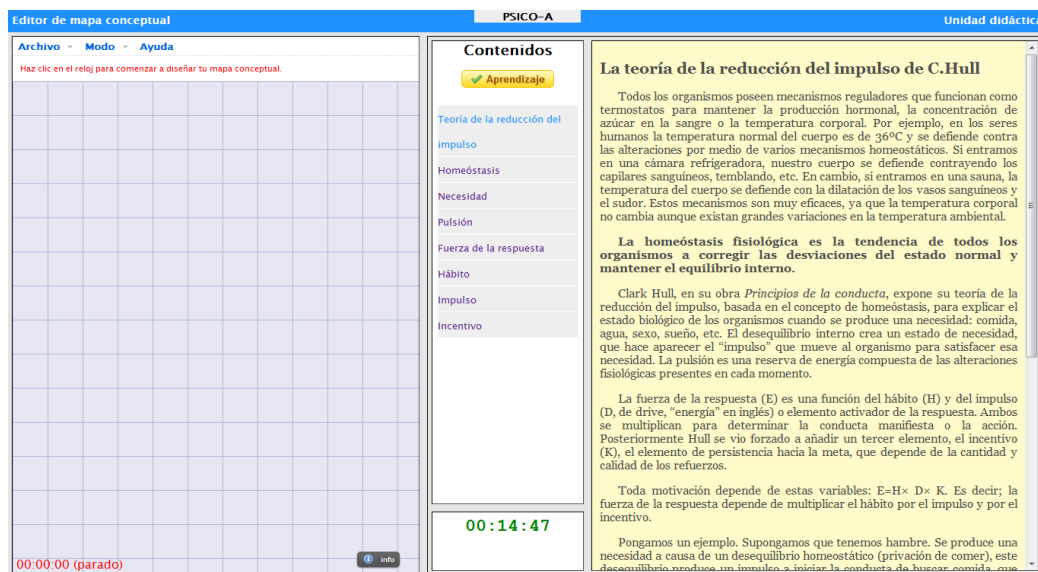 Editor de mapa conceptual
PSICO-A
Unidad didáctica
Archivo
Modo
Ayuda
Haz clic en el reloj para comenzar a diseñar tu mapa conceptual.
00:00:00 (parado)
info
Contenidos
Aprendizaje
Teoría de la reducción del
impulso
Homeóstasis
Necesidad
Pulsión
Fuerza de la respuesta
Hábito
Impulso
Incentivo
00:14:47
La teoría de la reducción del impulso de C.Hull
Todos los organismos poseen mecanismos reguladores que funcionan como
termostatos para mantener la producción hormonal, la concentración de
azúcar en la sangre o la temperatura corporal. Por ejemplo, en los seres
humanos la temperatura normal del cuerpo es de 36ºC y se defiende contra
las alteraciones por medio de varios mecanismos homeostáticos. Si entramos
en una cámara refrigeradora, nuestro cuerpo se defiende contrayendo los
capilares sanguíneos, temblando, etc. En cambio, si entramos en una sauna, la
temperatura del cuerpo se defiende con la dilatación de los vasos sanguíneos y
el sudor. Estos mecanismos son muy eficaces, ya que la temperatura corporal
no cambia aunque existan grandes variaciones en la temperatura ambiental.
La homeóstasis fisiológica es la tendencia de todos los
organismos a corregir las desviaciones del estado normal y
mantener el equilibrio interno.
Clark Hull, en su obra Principios de la conducta, expone su teoría de la
reducción del impulso, basada en el concepto de homeóstasis, para explicar el
estado biológico de los organismos cuando se produce una necesidad: comida,
agua, sexo, sueño, etc. El desequilibrio interno crea un estado de necesidad,
que hace aparecer el “impulso” que mueve al organismo para satisfacer esa
necesidad. La pulsión es una reserva de energía compuesta de las alteraciones
fisiológicas presentes en cada momento.
La fuerza de la respuesta (E) es una función del hábito (H) y del impulso
(D, de drive, “energía” en inglés) o elemento activador de la respuesta. Ambos
se multiplican para determinar la conducta manifiesta o la acción.
Posteriormente Hull se vio forzado a añadir un tercer elemento, el incentivo
(K), el elemento de persistencia hacia la meta, que depende de la cantidad y
calidad de los refuerzos.
Toda motivación depende de estas variables: E=H× D× K. Es decir; la
fuerza de la respuesta depende de multiplicar el hábito por el impulso y por el
incentivo.
Pongamos un ejemplo. Supongamos que tenemos hambre. Se produce una
necesidad a causa de un desequilibrio homeostático (privación de comer), este
desequilibrio produce un impulso a iniciar la conducta de buscar comida, que